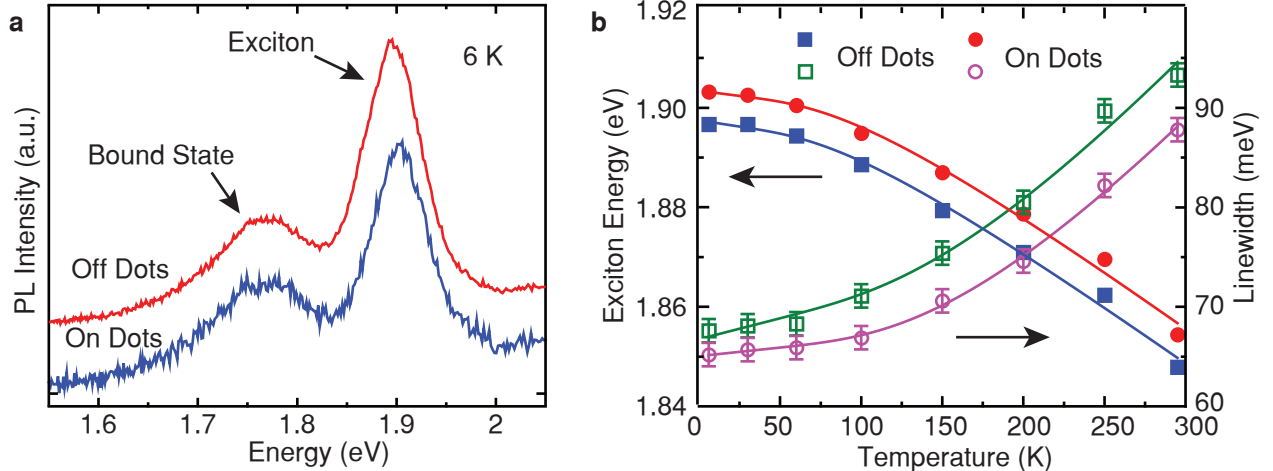 a
PL Intensity (a.u.)
Exciton
6 K
Bound State
Off Dots
On Dots
1.6 1.7 1.8 1.9 2
Energy (eV)
b
Exciton Energy (eV)
1.92
1.90
1.88
1.86
1.84
Off Dots On Dots
90
80
70
60
Linewidth (meV)
0 50 100 150 200 250 300
Temperature (K)